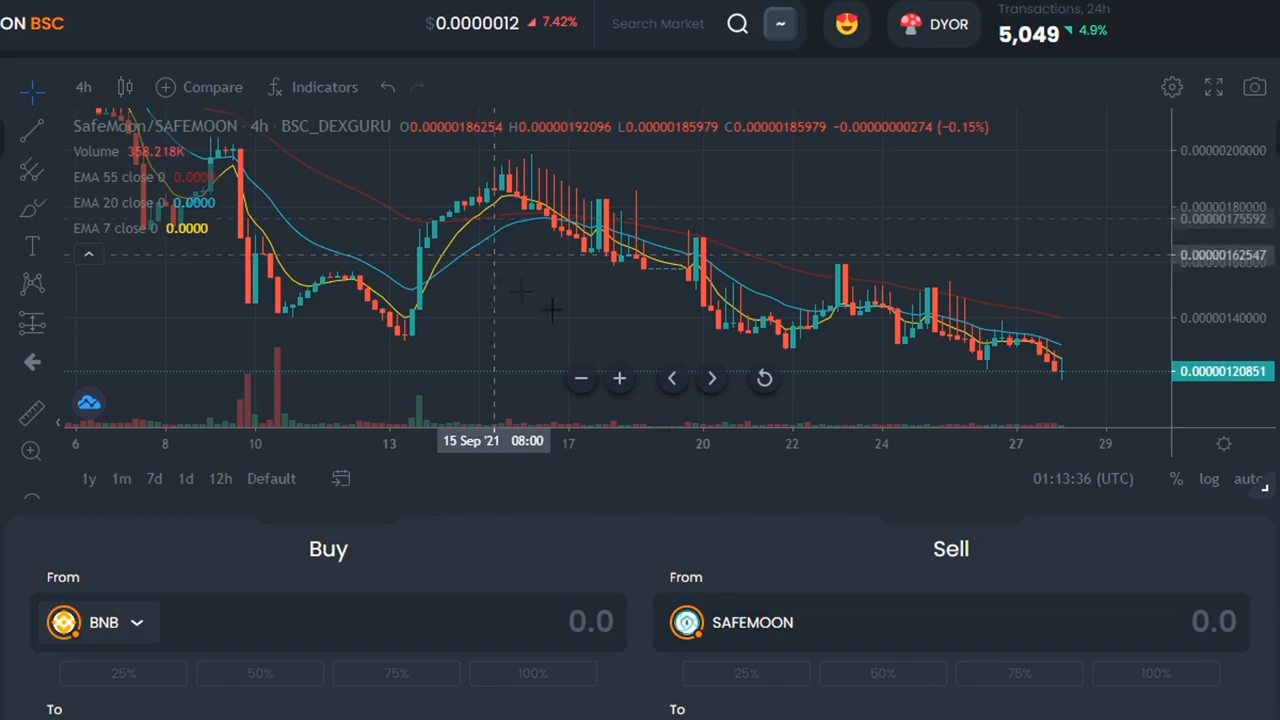 ON BSC
$0.0000012 7.42%
Search Market
~
DYOR
Transactions, 24h
5,049 4.9%
4h
Compare
Indicators
SafeMoon/SAFEMOON · 4h · BSC_DEXGURU O0.00000186254 H0.00000192096 L0.00000185979 C0.00000185979 −0.00000000274 (−0.15%)
Volume 358.218K
EMA 55 close 0 0.0000
EMA 20 close 0 0.0000
EMA 7 close 0 0.0000
0.00000200000
0.00000180000
0.00000175592
0.00000162547
0.00000140000
0.00000120851
6 8 10 13 15 Sep '21 08:00 17 20 22 24 27 29
1y 1m 7d 1d 12h Default
01:13:36 (UTC) % log auto
Buy
From
BNB 0.0
25% 50% 75% 100%
To
Sell
From
SAFEMOON 0.0
25% 50% 75% 100%
To